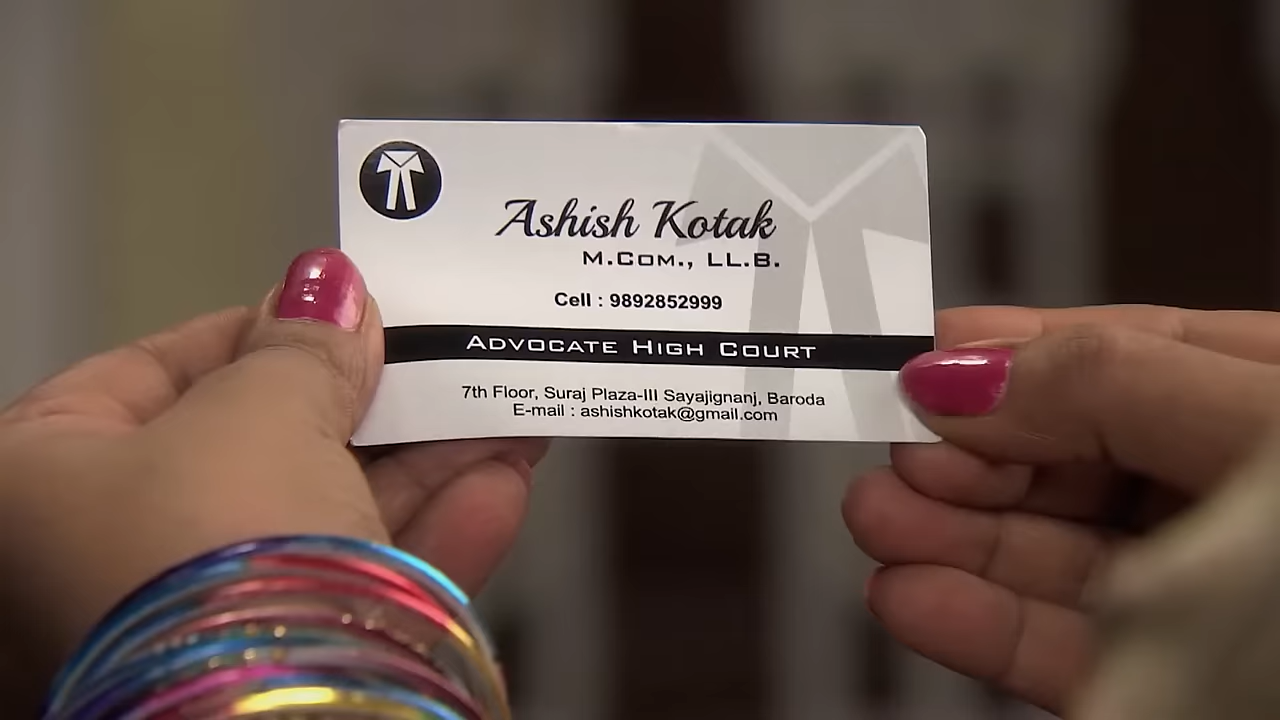 Ashish Kotak
M.Com., LL.B.
Cell : 9892852999
Advocate High Court
7th Floor, Suraj Plaza-III Sayajignanj, Baroda
E-mail : ashishkotak@gmail.com